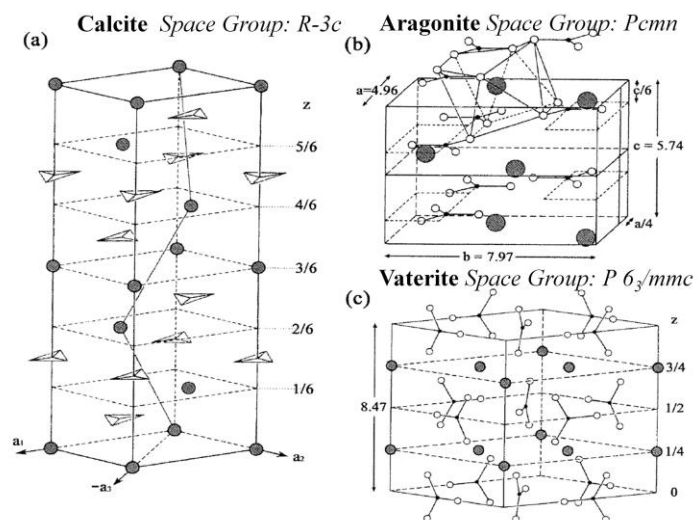 Calcite Space Group: R-3c
Aragonite Space Group: Pcmn
(a)
z
5/6
4/6
3/6
2/6
1/6
a₁
a₂
-a₃
(b)
a=4.96
c/6
c = 5.74
a/4
b = 7.97
Vaterite Space Group: P 6₃/mmc
(c)
z
3/4
8.47
1/2
1/4
0